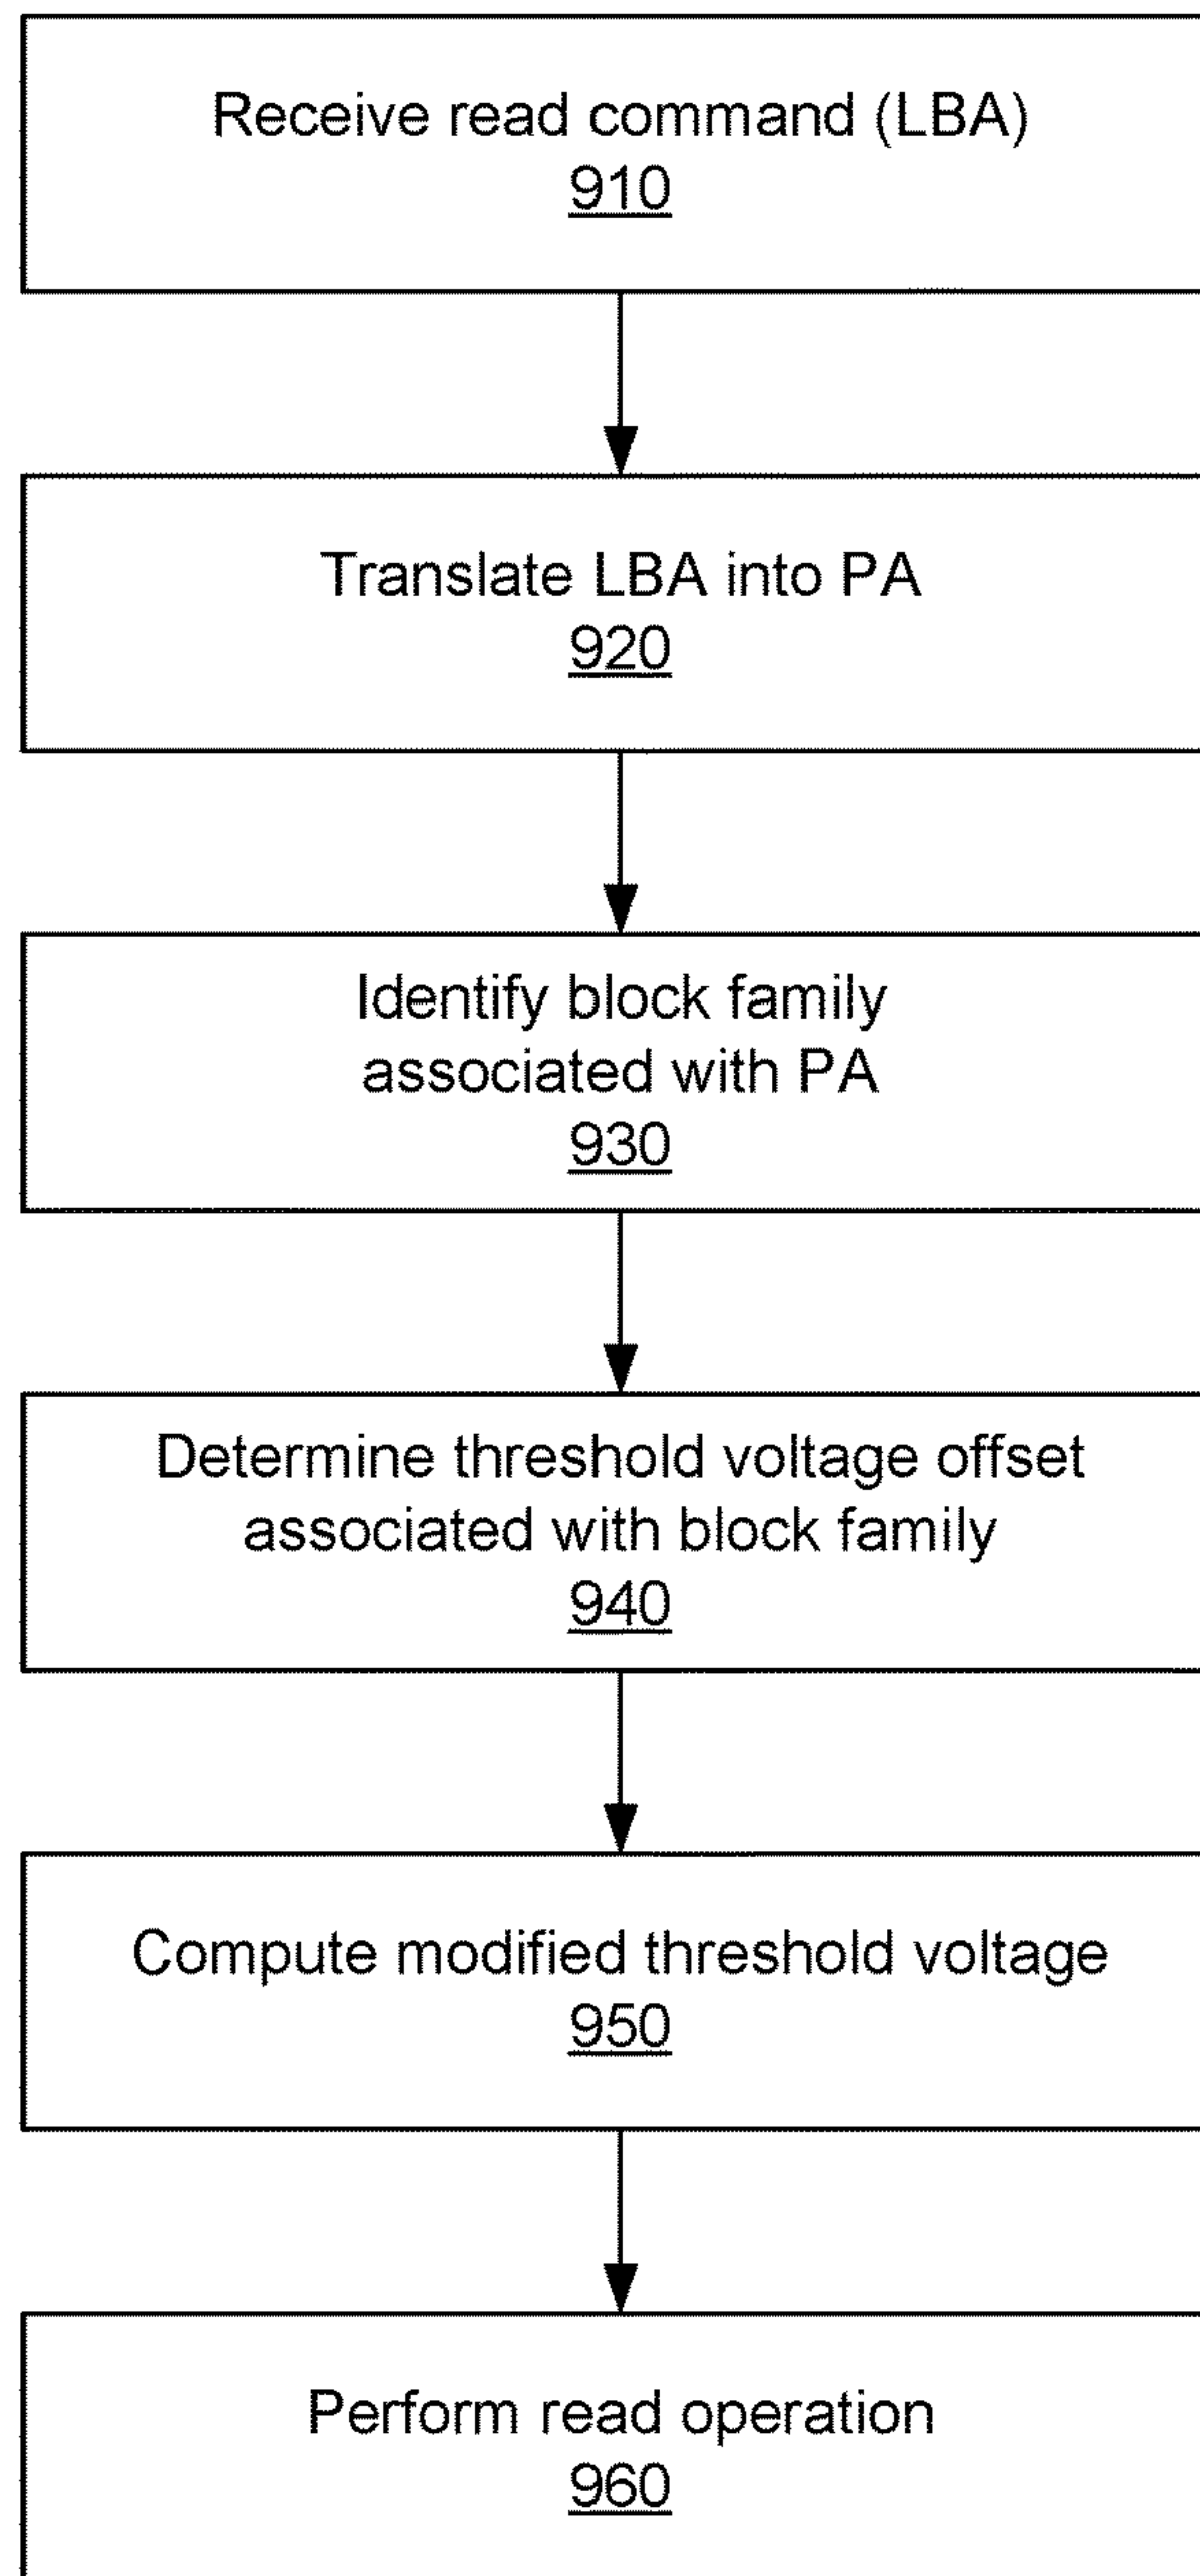 Receive read command (LBA)
910
Translate LBA into PA
920
Identify block family
associated with PA
930
Determine threshold voltage offset
associated with block family
940
Compute modified threshold voltage
950
Perform read operation
960